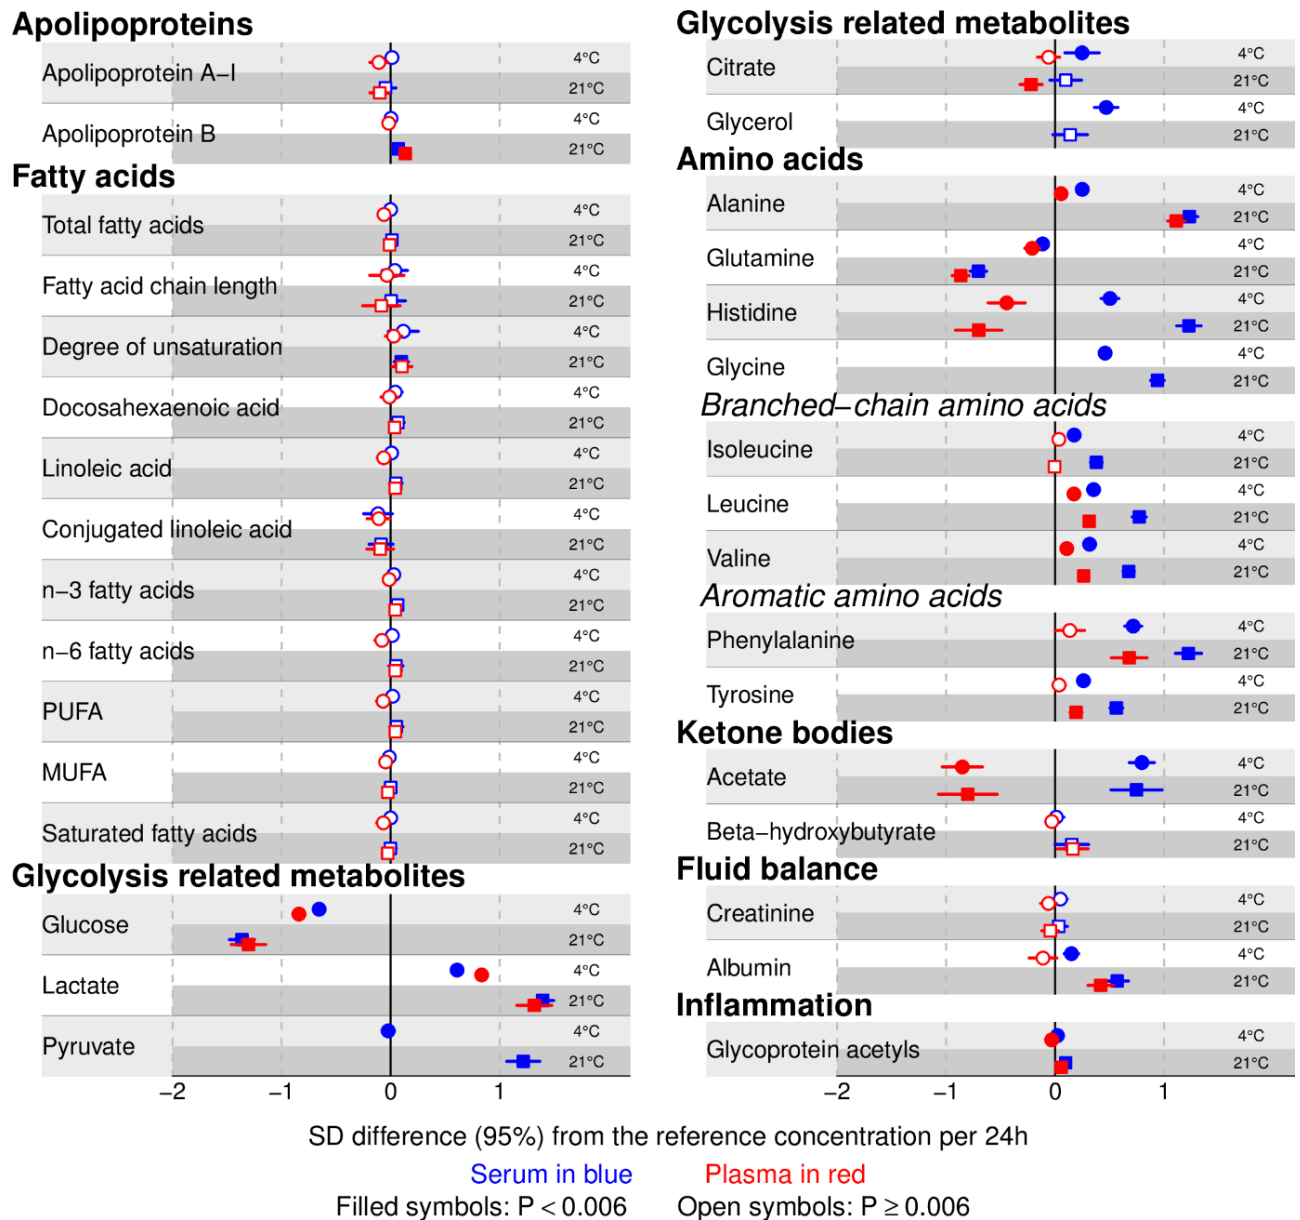 Apolipoproteins
Apolipoprotein A−I
4°C
21°C
Apolipoprotein B
4°C
21°C
Fatty acids
Total fatty acids
4°C
21°C
Fatty acid chain length
4°C
21°C
Degree of unsaturation
4°C
21°C
Docosahexaenoic acid
4°C
21°C
Linoleic acid
4°C
21°C
Conjugated linoleic acid
4°C
21°C
n−3 fatty acids
4°C
21°C
n−6 fatty acids
4°C
21°C
PUFA
4°C
21°C
MUFA
4°C
21°C
Saturated fatty acids
4°C
21°C
Glycolysis related metabolites
Glucose
4°C
21°C
Lactate
4°C
21°C
Pyruvate
4°C
21°C
−2 −1 0 1
Glycolysis related metabolites
Citrate
4°C
21°C
Glycerol
4°C
21°C
Amino acids
Alanine
4°C
21°C
Glutamine
4°C
21°C
Histidine
4°C
21°C
Glycine
4°C
21°C
Branched−chain amino acids
Isoleucine
4°C
21°C
Leucine
4°C
21°C
Valine
4°C
21°C
Aromatic amino acids
Phenylalanine
4°C
21°C
Tyrosine
4°C
21°C
Ketone bodies
Acetate
4°C
21°C
Beta−hydroxybutyrate
4°C
21°C
Fluid balance
Creatinine
4°C
21°C
Albumin
4°C
21°C
Inflammation
Glycoprotein acetyls
4°C
21°C
−2 −1 0 1
SD difference (95%) from the reference concentration per 24h
Serum in blue Plasma in red
Filled symbols: P < 0.006 Open symbols: P ≥ 0.006